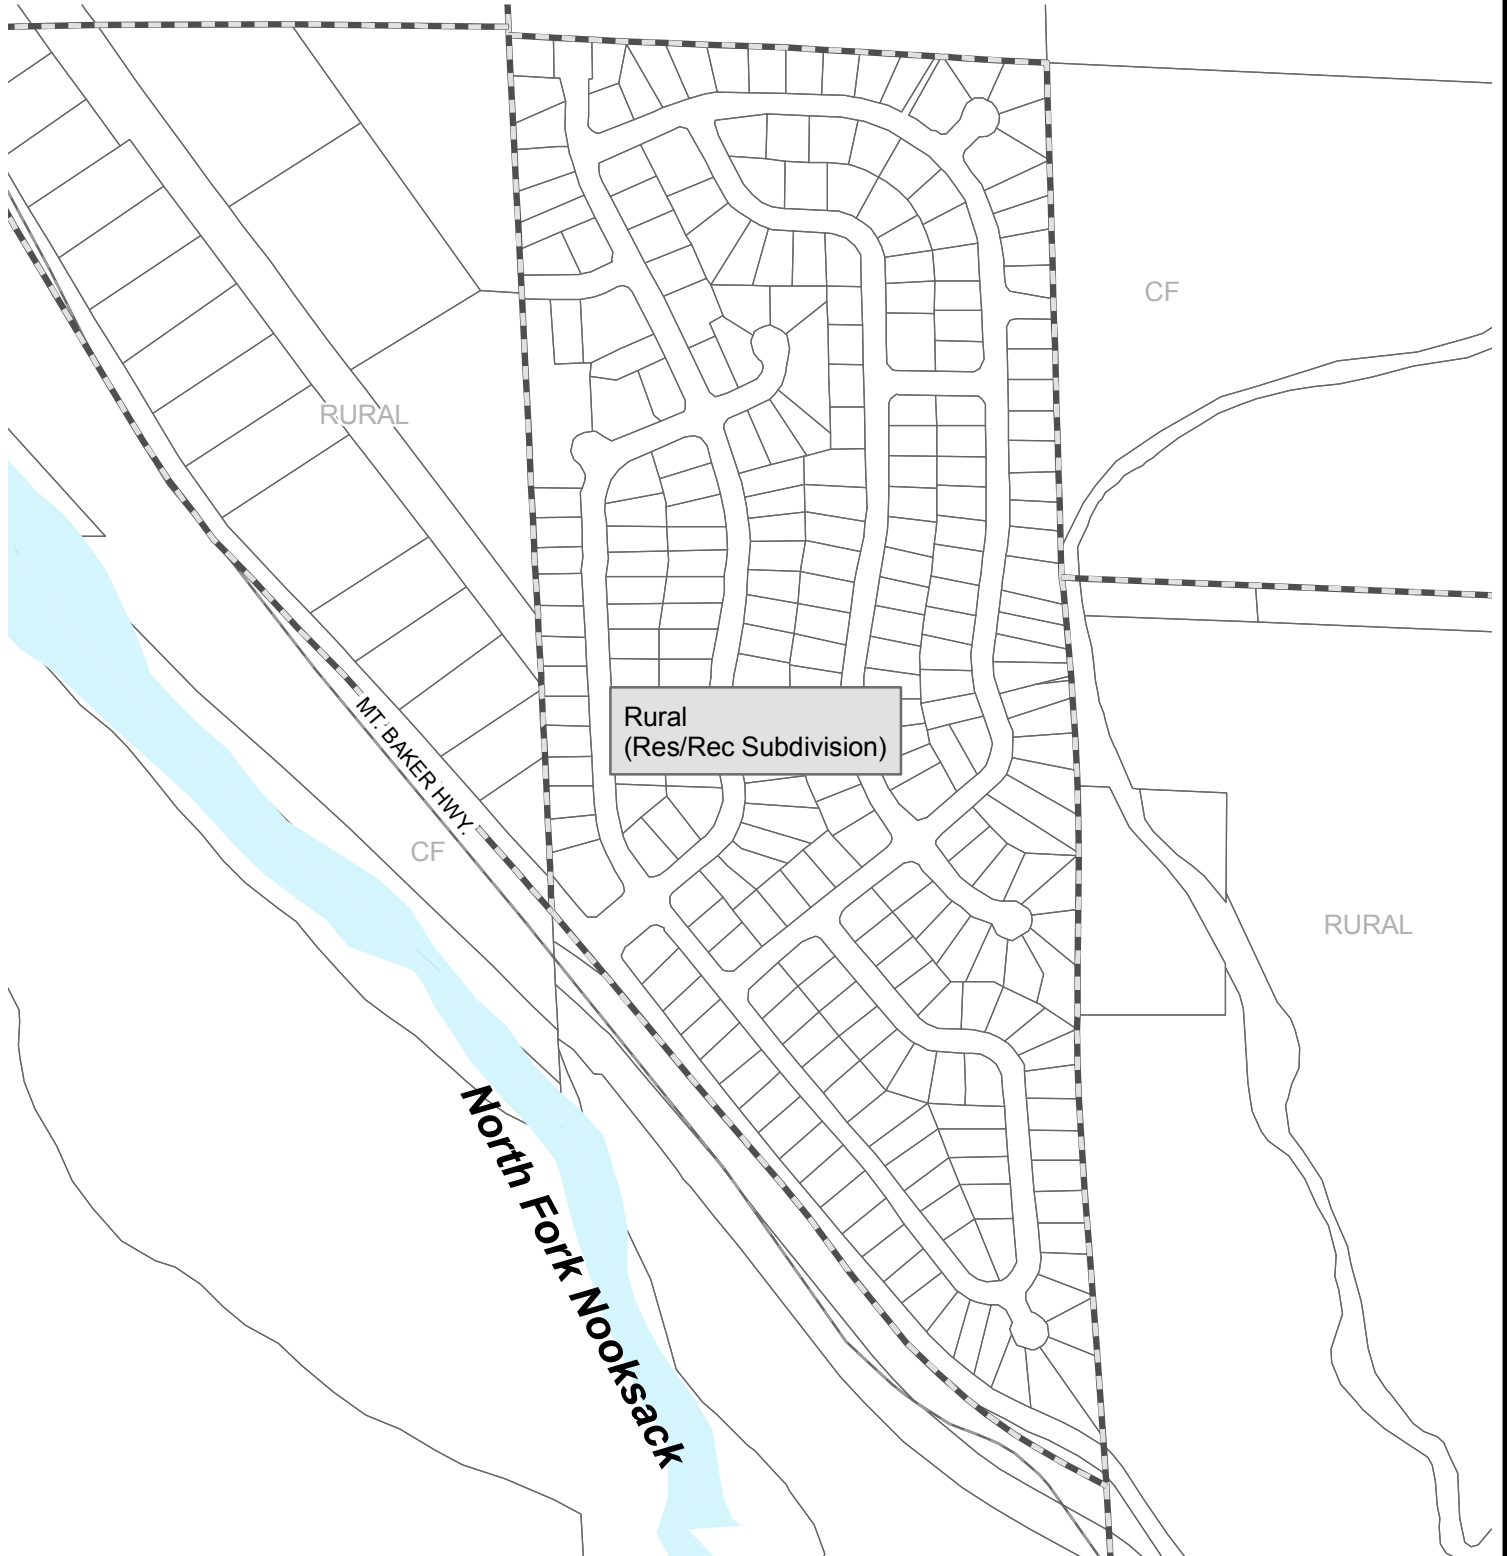 CF
RURAL
Rural
(Res/Rec Subdivision)
MT. BAKER HWY.
CF
RURAL
North Fork Nooksack